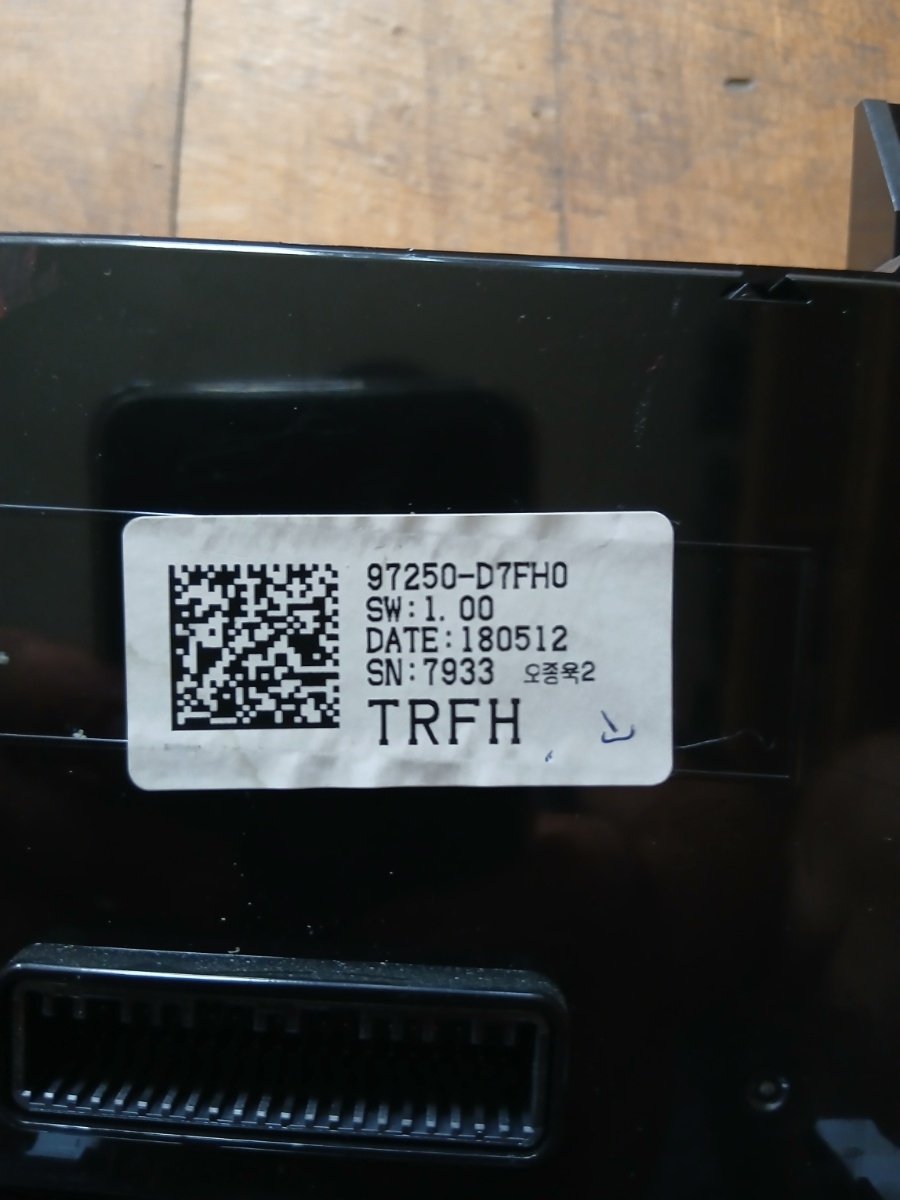 97250-D7FH0
SW:1.00
DATE:180512
SN:7933 오종욱2
TRFH